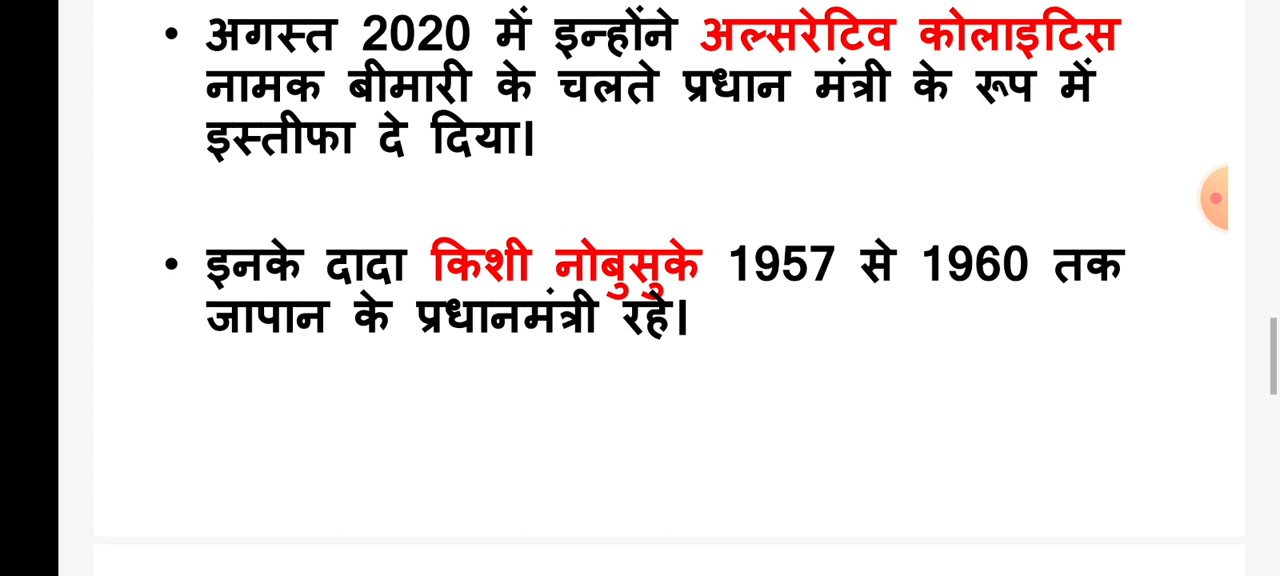 • अगस्त 2020 में इन्होंने अल्सरेटिव कोलाइटिस
नामक बीमारी के चलते प्रधान मंत्री के रूप में
इस्तीफा दे दिया।
• इनके दादा किशी नोबुसुके 1957 से 1960 तक
जापान के प्रधानमंत्री रहे।